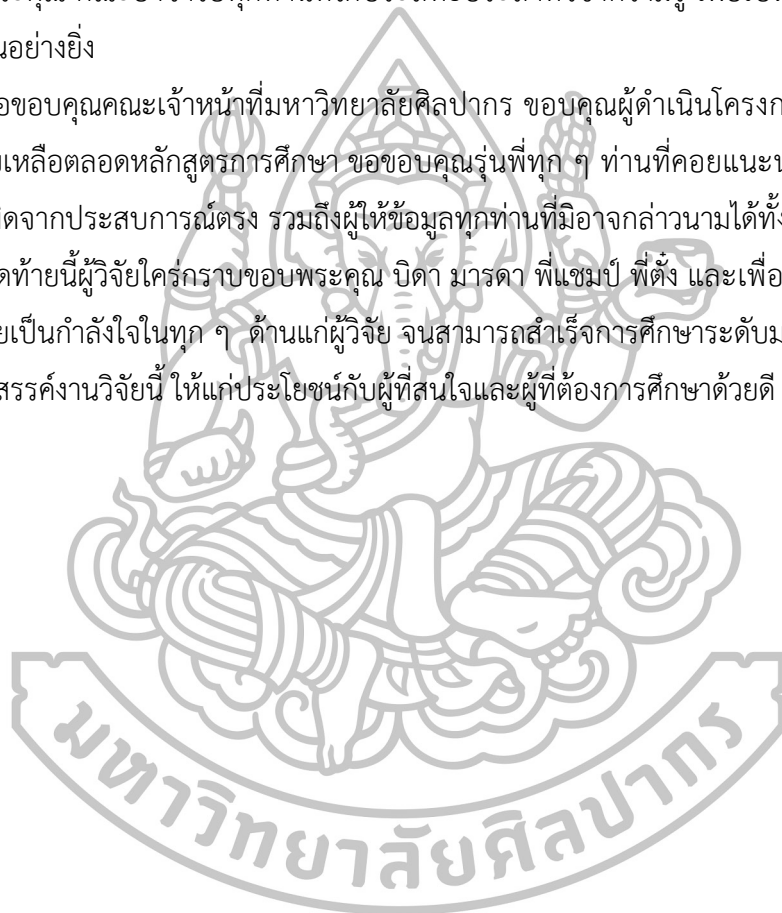 นอย่างยิ่ง
อขอบคุณคณะเจ้าหน้าที่มหาวิทยาลัยศิลปากร ขอบคุณผู้ดำเนินโครงก
ยเหลือตลอดหลักสูตรการศึกษา ขอขอบคุณรุ่นพี่ทุก ๆ ท่านที่คอยแนะน
ิดจากประสบการณ์ตรง รวมถึงผู้ให้ข้อมูลทุกท่านที่มิอาจกล่าวนามได้ทั้ง
ดท้ายนี้ผู้วิจัยใคร่กราบขอบพระคุณ บิดา มารดา พี่แชมป์ พี่ตั๋ง และเพื่อ
ยเป็นกำลังใจในทุก ๆ ด้านแก่ผู้วิจัย จนสามารถสำเร็จการศึกษาระดับม
สรรค์งานวิจัยนี้ ให้แก่ประโยชน์กับผู้ที่สนใจและผู้ที่ต้องการศึกษาด้วยดี
มหาวิทยาลัยศิลปากร